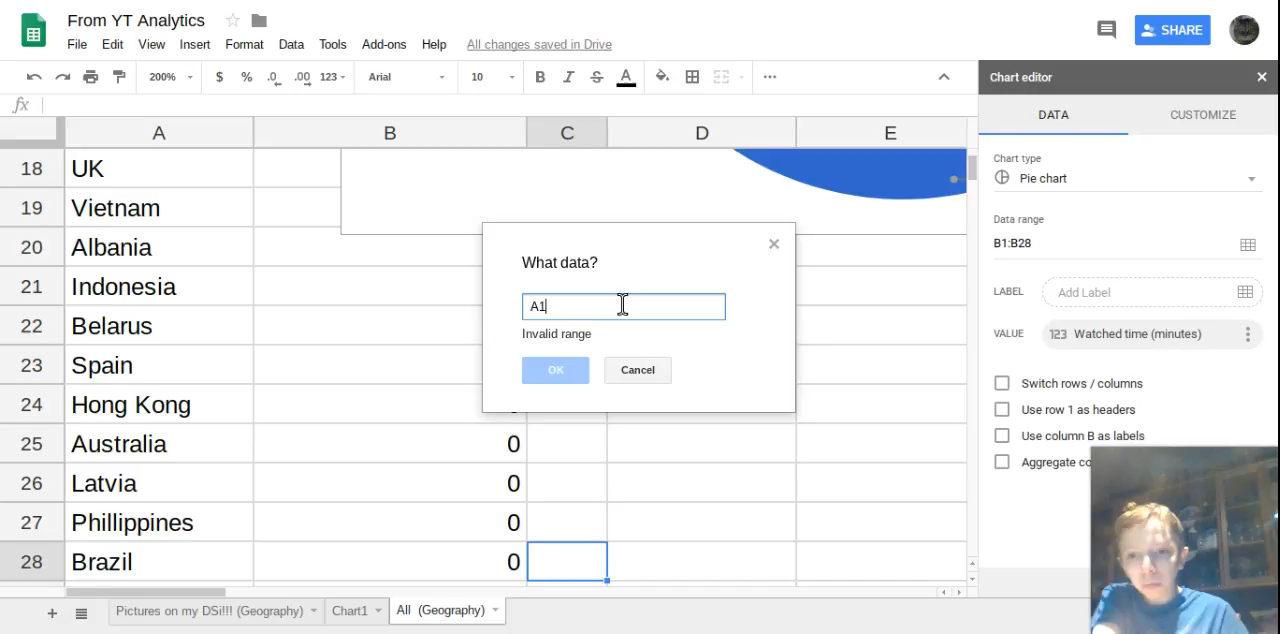 From YT Analytics
File Edit View Insert Format Data Tools Add-ons Help All changes saved in Drive
SHARE
200% $ % .0 .00 123 Arial 10 B I S A
fx
Chart editor
DATA CUSTOMIZE
Chart type
Pie chart
Data range
B1:B28
LABEL Add Label
VALUE 123 Watched time (minutes)
Switch rows / columns
Use row 1 as headers
Use column B as labels
Aggregate co
A B C D E
18 UK
19 Vietnam
20 Albania
21 Indonesia
22 Belarus
23 Spain
24 Hong Kong
25 Australia 0
26 Latvia 0
27 Phillippines 0
28 Brazil 0
What data?
A1
Invalid range
OK Cancel
Pictures on my DSi!!! (Geography) Chart1 All (Geography)